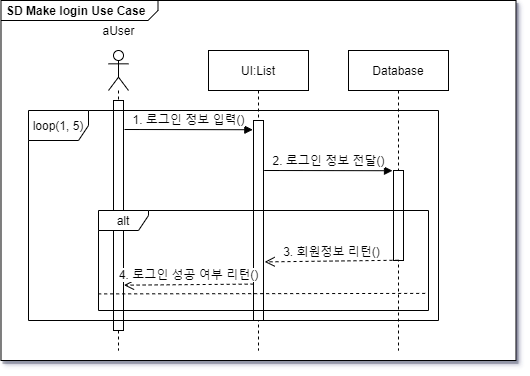 SD Make login Use Case
aUser
UI:List
Database
loop(1, 5)
1. 로그인 정보 입력()
2. 로그인 정보 전달()
alt
3. 회원정보 리턴()
4. 로그인 성공 여부 리턴()